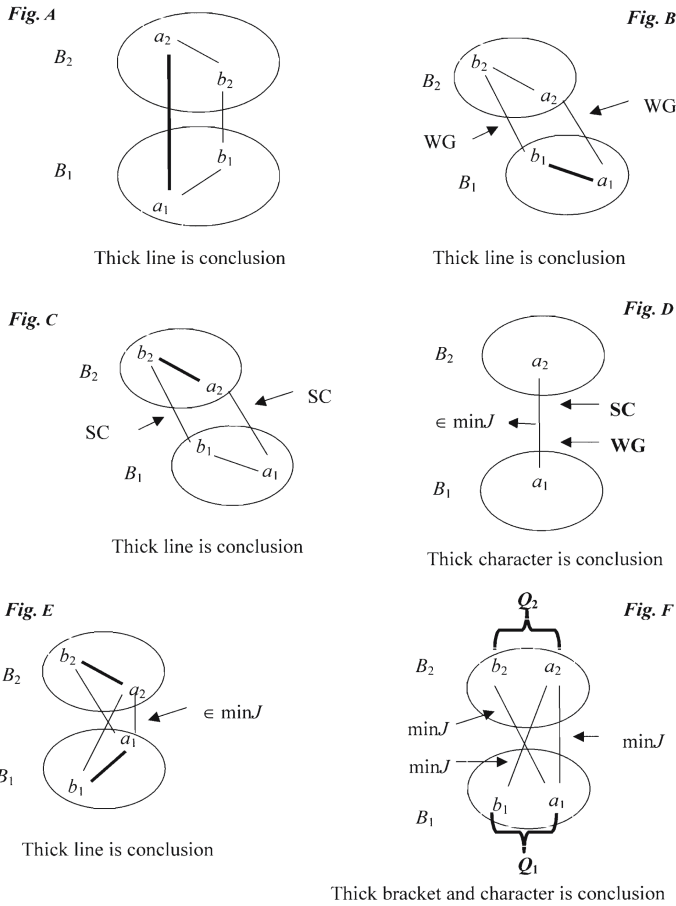 Fig. A
a2
B2
b2
b1
B1
a1
Thick line is conclusion
Fig. B
b2
B2
a2
WG
WG
b1
B1
a1
Thick line is conclusion
Fig. C
b2
B2
a2
SC
SC
b1
B1
a1
Thick line is conclusion
Fig. D
B2
a2
SC
∈ minJ
WG
B1
a1
Thick character is conclusion
Fig. E
b2
B2
a2
∈ minJ
a1
B1
b1
Thick line is conclusion
Q2
Fig. F
B2
b2 a2
minJ
minJ
minJ
B1
b1 a1
Q1
Thick bracket and character is conclusion